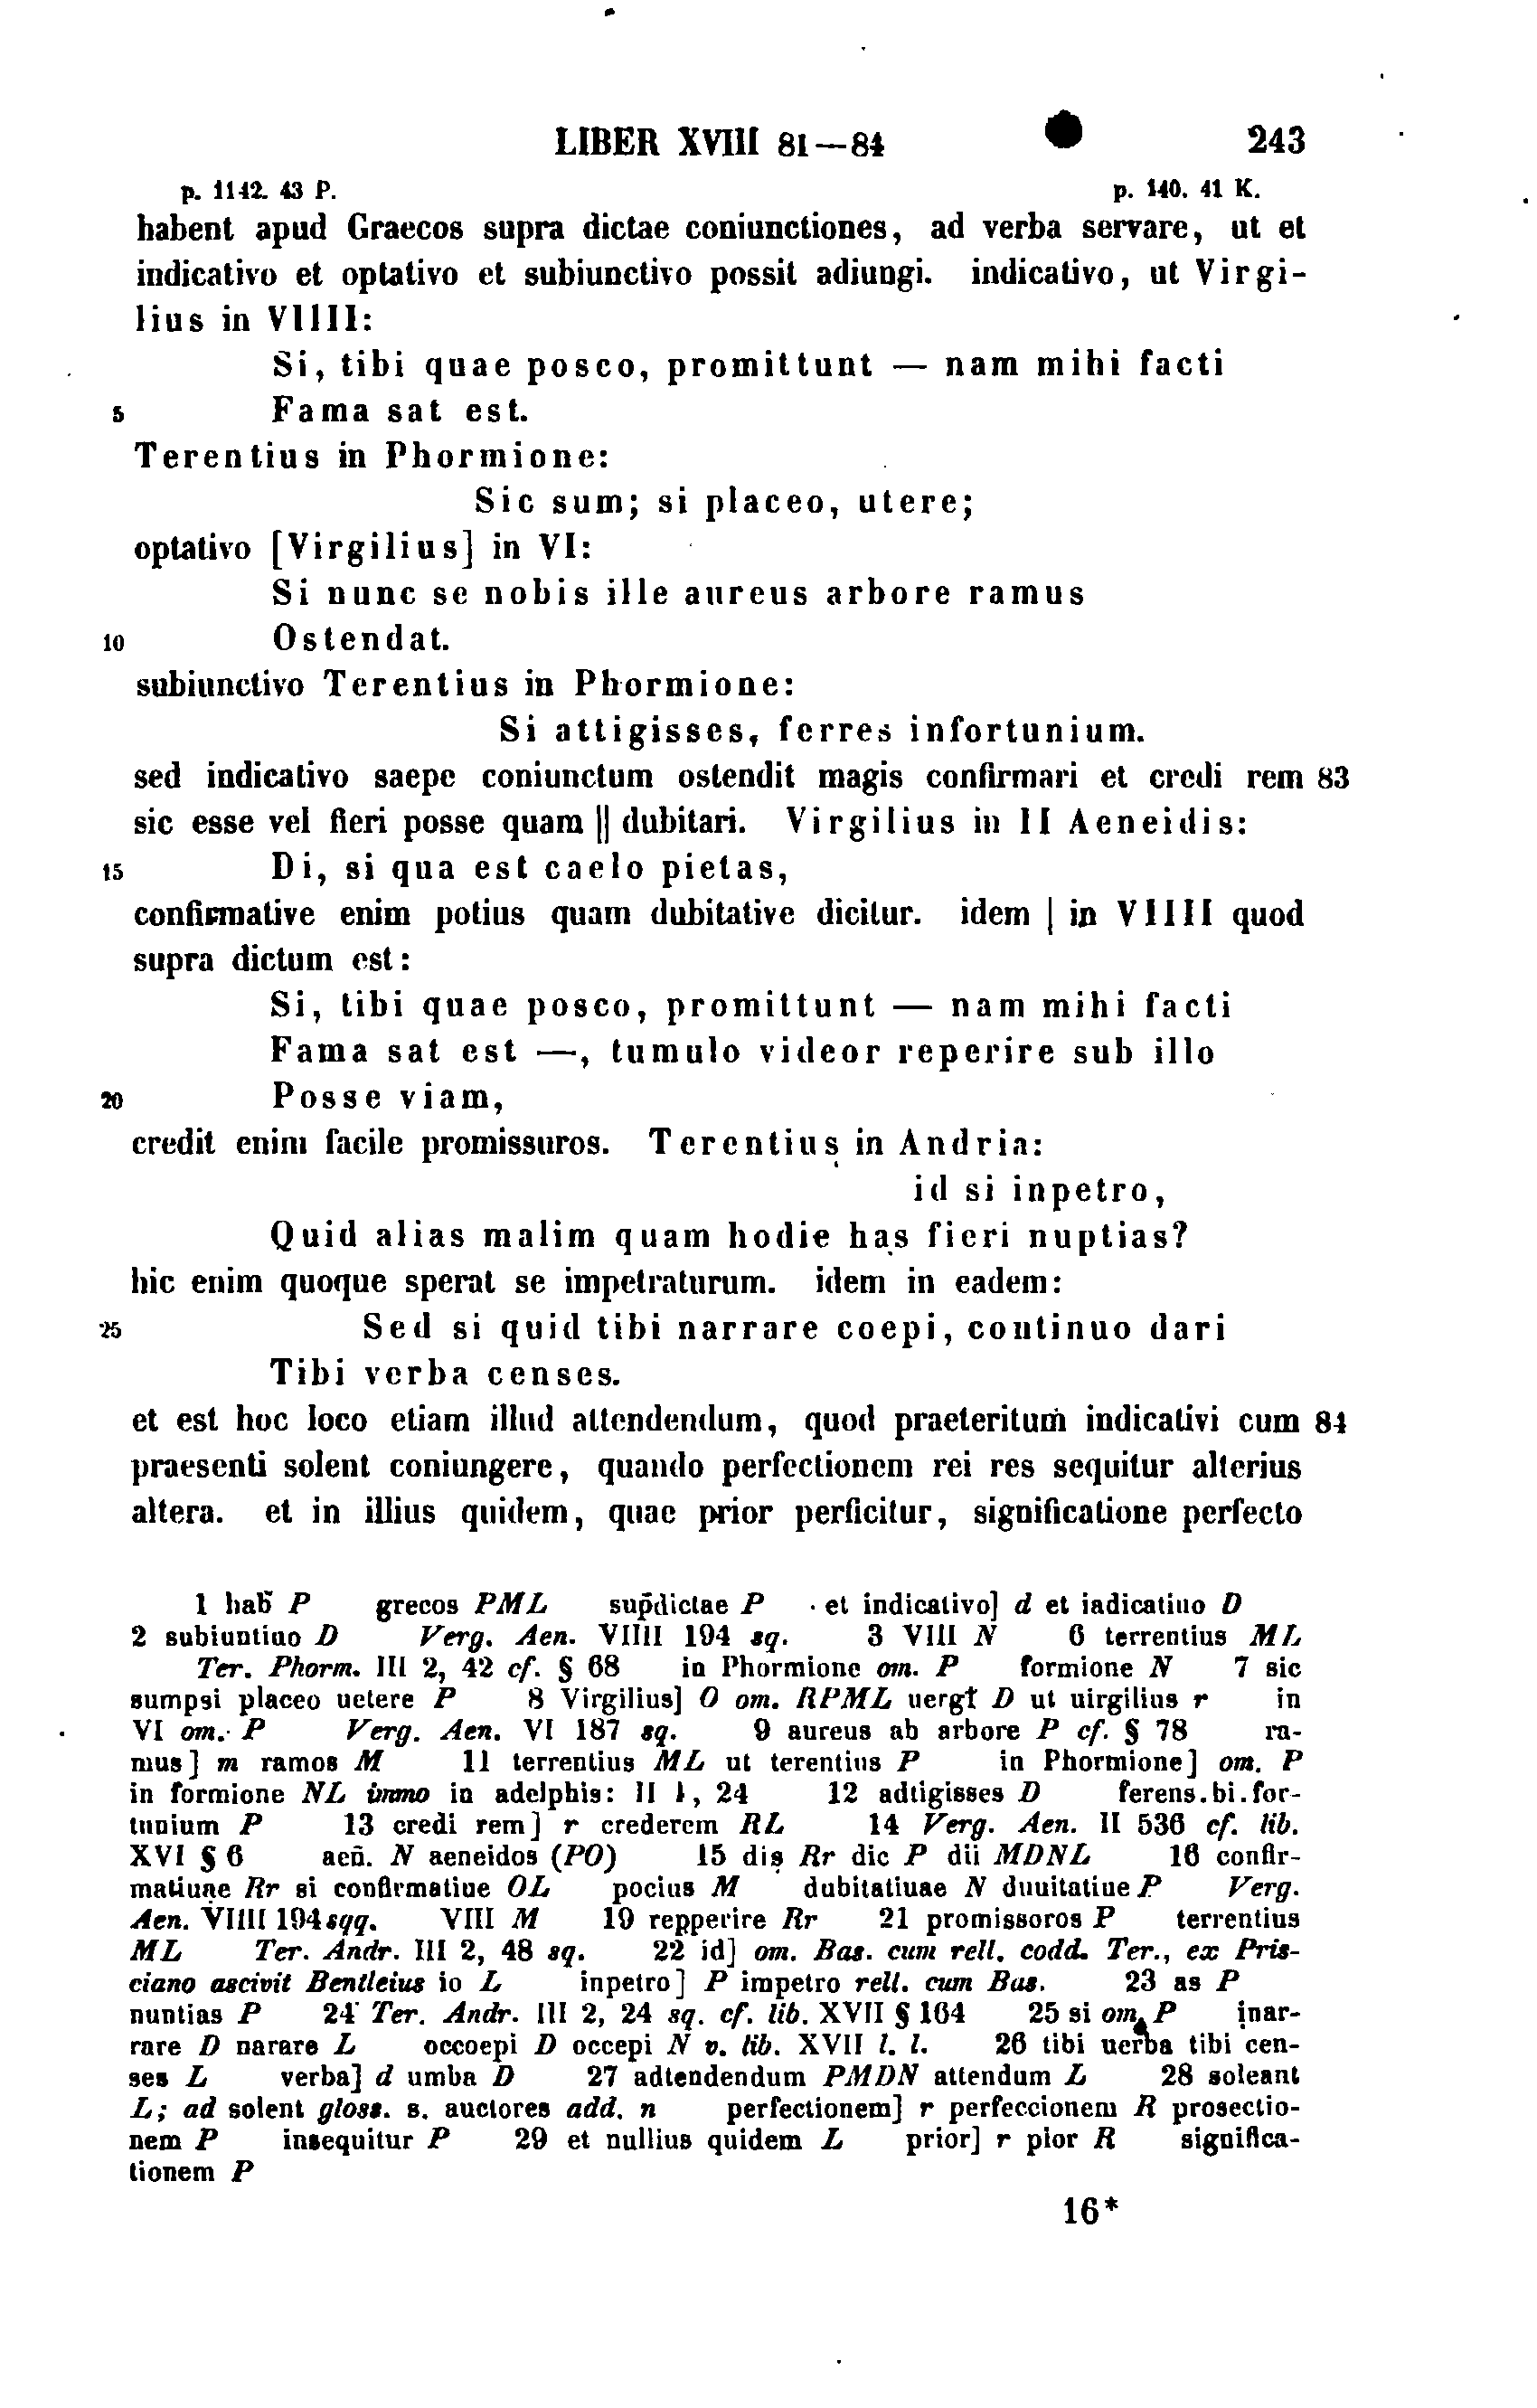 LIBER XVIII 81—84 243
p. 1142. 43 P. p. 140. 41 K.
habent apud Graecos supra dictae coniunctiones, ad verba servare, ut et
indicativo et optativo et subiunctivo possit adiungi. indicativo, ut Virgi-
lius in VIIII:
Si, tibi quae posco, promittunt — nam mihi facti
5 Fama sat est.
Terentius in Phormione:
Sic sum; si placeo, utere;
optativo [Virgilius] in VI:
Si nunc se nobis ille aureus arbore ramus
10 Ostendat.
subiunctivo Terentius in Phormione:
Si attigisses, ferres infortunium.
sed indicativo saepe coniunctum ostendit magis confirmari et credi rem 83
sic esse vel fieri posse quam || dubitari. Virgilius in II Aeneidis:
15 Di, si qua est caelo pietas,
confirmative enim potius quam dubitative dicitur. idem | in VIIII quod
supra dictum est:
Si, tibi quae posco, promittunt — nam mihi facti
Fama sat est —, tumulo videor reperire sub illo
20 Posse viam,
credit enim facile promissuros. Terentius in Andria:
id si inpetro,
Quid alias malim quam hodie has fieri nuptias?
hic enim quoque sperat se impetraturum. idem in eadem:
25 Sed si quid tibi narrare coepi, continuo dari
Tibi verba censes.
et est hoc loco etiam illud attendendum, quod praeteritum indicativi cum 84
praesenti solent coniungere, quando perfectionem rei res sequitur alterius
altera. et in illius quidem, quae prior perficitur, significatione perfecto
1 hab̄ P grecos PML sup̄dictae P et indicativo] d et iadicatiuo D
2 subiuntiuo D Verg. Aen. VIIII 194 sq. 3 VIII N 6 terrentius ML
Ter. Phorm. III 2, 42 cf. § 68 in Phormione om. P formione N 7 sic
sumpsi placeo uetere P 8 Virgilius] O om. RPML uergt D ut uirgilius r in
VI om. P Verg. Aen. VI 187 sq. 9 aureus ab arbore P cf. § 78 ra-
mus] m ramos M 11 terrentius ML ut terentius P in Phormione] om. P
in formione NL immo in adelphis: II 1, 24 12 adtigisses D ferens.bi.for-
tunium P 13 credi rem] r crederem RL 14 Verg. Aen. II 536 cf. lib.
XVI § 6 aen̄. N aeneidos (PO) 15 diṣ Rr dic P dii MDNL 16 confir-
matiuạe Rr si confirmatiue OL pocius M dubitatiuae N duuitatiue P Verg.
Aen. VIIII 194 sqq. VIII M 19 repperire Rr 21 promissoros P terrentius
ML Ter. Andr. III 2, 48 sq. 22 id] om. Bas. cum rell. codd. Ter., ex Pris-
ciano ascivit Bentleius io L inpetro] P impetro rell. cum Bas. 23 as P
nuntias P 24 Ter. Andr. III 2, 24 sq. cf. lib. XVII § 164 25 si om. P ịnar-
rare D narare L occoepi D occepi N v. lib. XVII l. l. 26 tibi uerba tibi cen-
ses L verba] d umba D 27 adtendendum PMDN attendum L 28 soleant
L; ad solent gloss. s. auctores add. n perfectionem] r perfeccionem R prosectio-
nem P insequitur P 29 et nullius quidem L prior] r pior R significa-
tionem P
16*